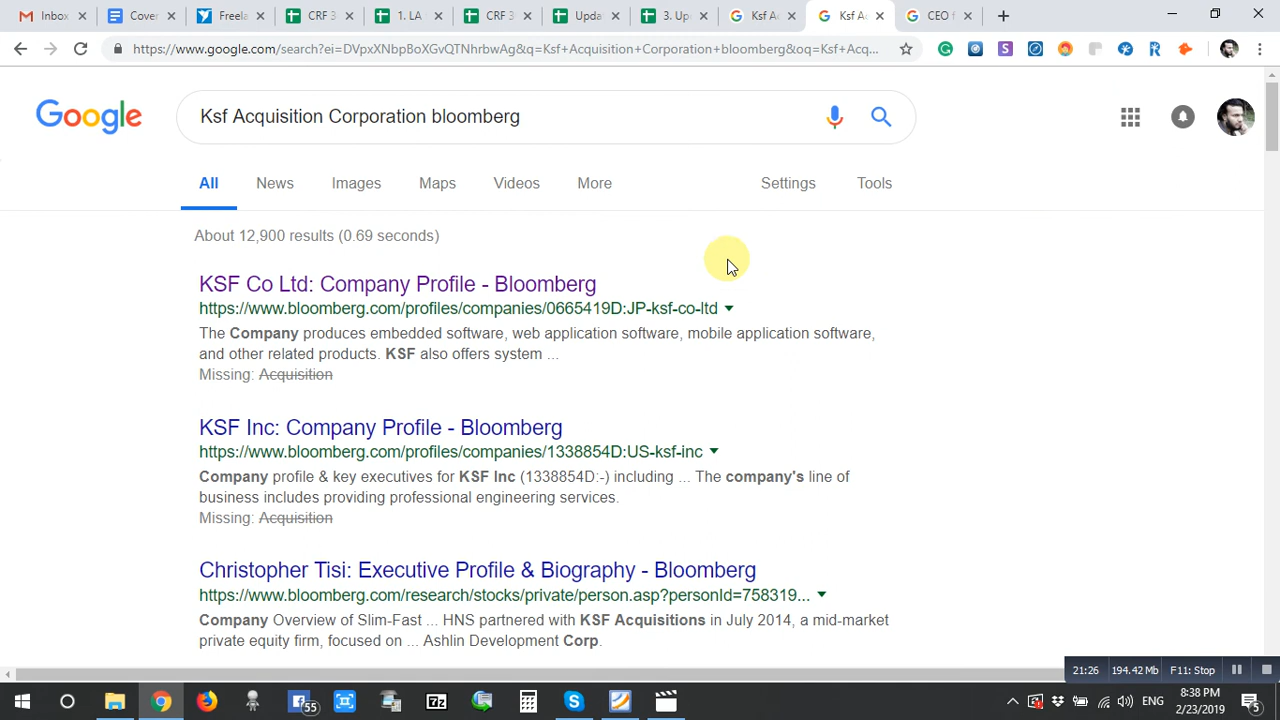 Inbox
Cover
Freela
CRF 3
1. LA
CRF 3
Updat
3. Up
Ksf Ac
Ksf Ac
CEO f
https://www.google.com/search?ei=DVpxXNbpBoXGvQTNhrbwAg&q=Ksf+Acquisition+Corporation+bloomberg&oq=Ksf+Acq...
Google
Ksf Acquisition Corporation bloomberg
All News Images Maps Videos More Settings Tools
About 12,900 results (0.69 seconds)
KSF Co Ltd: Company Profile - Bloomberg
https://www.bloomberg.com/profiles/companies/0665419D:JP-ksf-co-ltd
The Company produces embedded software, web application software, mobile application software,
and other related products. KSF also offers system ...
Missing: Acquisition
KSF Inc: Company Profile - Bloomberg
https://www.bloomberg.com/profiles/companies/1338854D:US-ksf-inc
Company profile & key executives for KSF Inc (1338854D:-) including ... The company's line of
business includes providing professional engineering services.
Missing: Acquisition
Christopher Tisi: Executive Profile & Biography - Bloomberg
https://www.bloomberg.com/research/stocks/private/person.asp?personId=758319...
Company Overview of Slim-Fast ... HNS partnered with KSF Acquisitions in July 2014, a mid-market
private equity firm, focused on ... Ashlin Development Corp.
21:26 194.42 Mb F11: Stop
55
7z
ENG
8:38 PM
2/23/2019
5